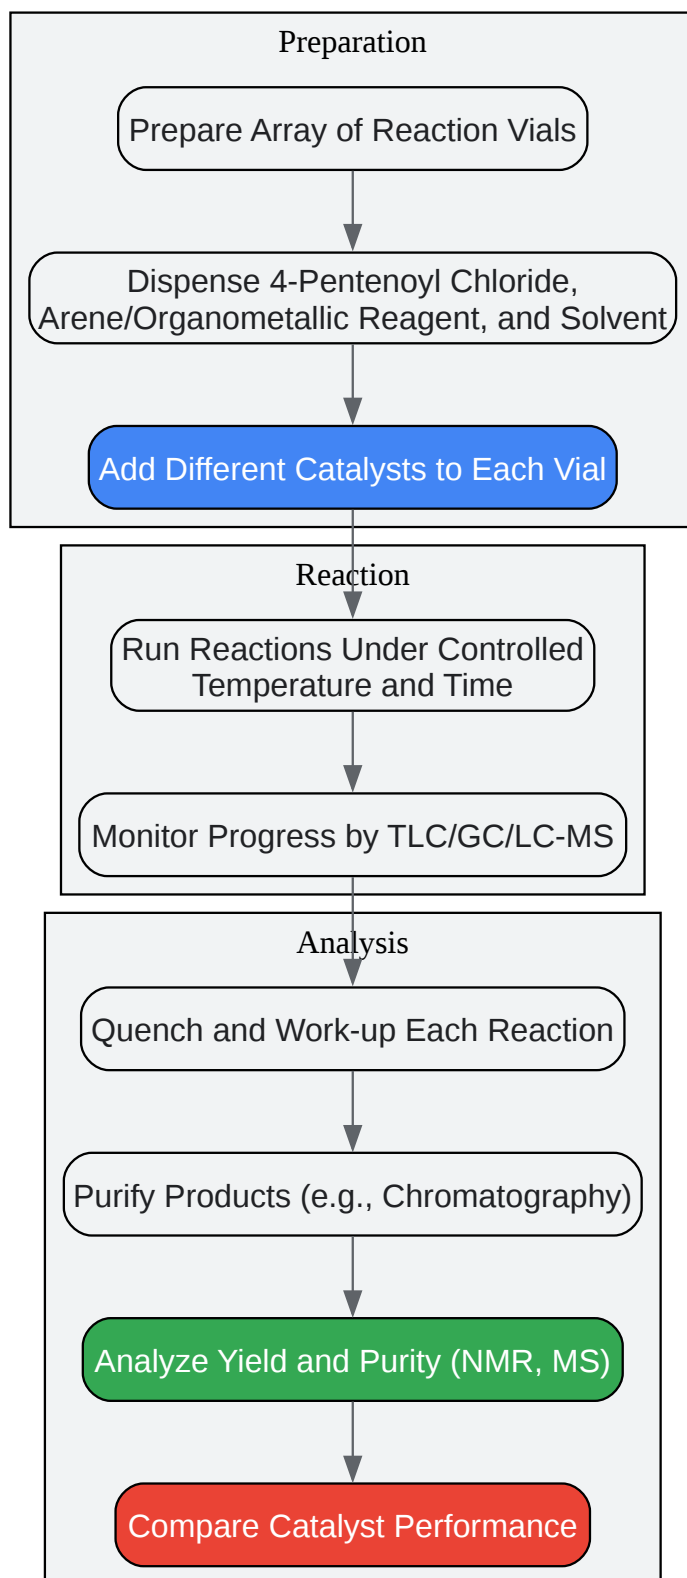 Preparation
Prepare Array of Reaction Vials
Dispense 4-Pentenoyl Chloride,
Arene/Organometallic Reagent, and Solvent
Add Different Catalysts to Each Vial
Reaction
Run Reactions Under Controlled
Temperature and Time
Monitor Progress by TLC/GC/LC-MS
Analysis
Quench and Work-up Each Reaction
Purify Products (e.g., Chromatography)
Analyze Yield and Purity (NMR, MS)
Compare Catalyst Performance